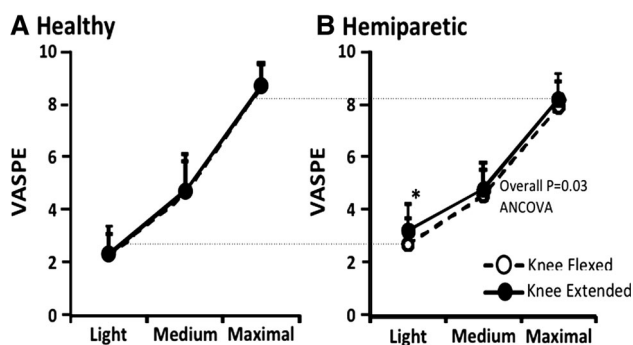 A Healthy
10
8
6
4
2
0
VASPE
Light Medium Maximal
B Hemiparetic
10
8
6
4
2
0
VASPE
*
Overall P=0.03
ANCOVA
Knee Flexed
Knee Extended
Light Medium Maximal